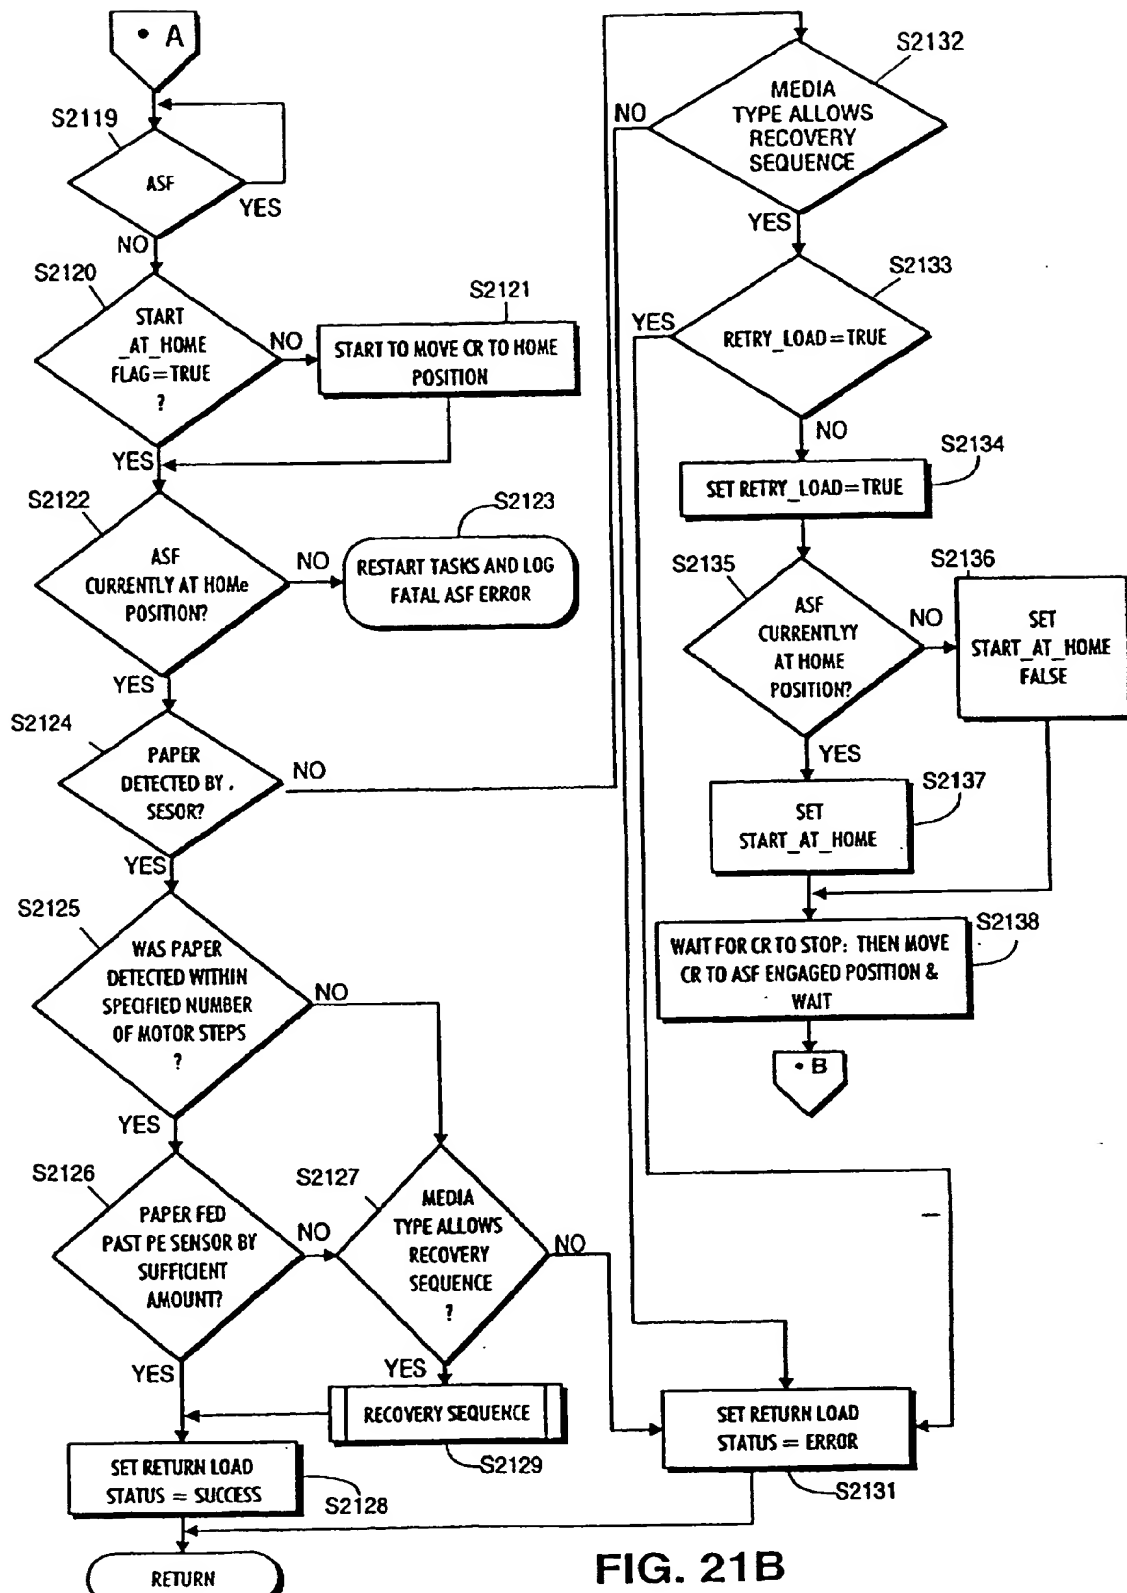 • A
S2119
ASF
YES
NO
S2120
START
_AT_HOME
FLAG=TRUE
?
NO
S2121
START TO MOVE CR TO HOME
POSITION
YES
S2122
ASF
CURRENTLY AT HOMe
POSITION?
NO
S2123
RESTART TASKS AND LOG
FATAL ASF ERROR
YES
S2124
PAPER
DETECTED BY .
SESOR?
NO
YES
S2125
WAS PAPER
DETECTED WITHIN
SPECIFIED NUMBER
OF MOTOR STEPS
?
NO
YES
S2126
PAPER FED
PAST PE SENSOR BY
SUFFICIENT
AMOUNT?
NO
S2127
MEDIA
TYPE ALLOWS
RECOVERY
SEQUENCE
?
NO
YES
YES
RECOVERY SEQUENCE
S2129
SET RETURN LOAD
STATUS = SUCCESS
S2128
RETURN
S2132
MEDIA
TYPE ALLOWS
RECOVERY
SEQUENCE
NO
YES
S2133
RETRY_LOAD=TRUE
YES
NO
S2134
SET RETRY_LOAD=TRUE
S2135
ASF
CURRENTLYY
AT HOME
POSITION?
NO
S2136
SET
START_AT_HOME
FALSE
YES
S2137
SET
START_AT_HOME
S2138
WAIT FOR CR TO STOP: THEN MOVE
CR TO ASF ENGAGED POSITION &
WAIT
• B
SET RETURN LOAD
STATUS = ERROR
S2131
FIG. 21B